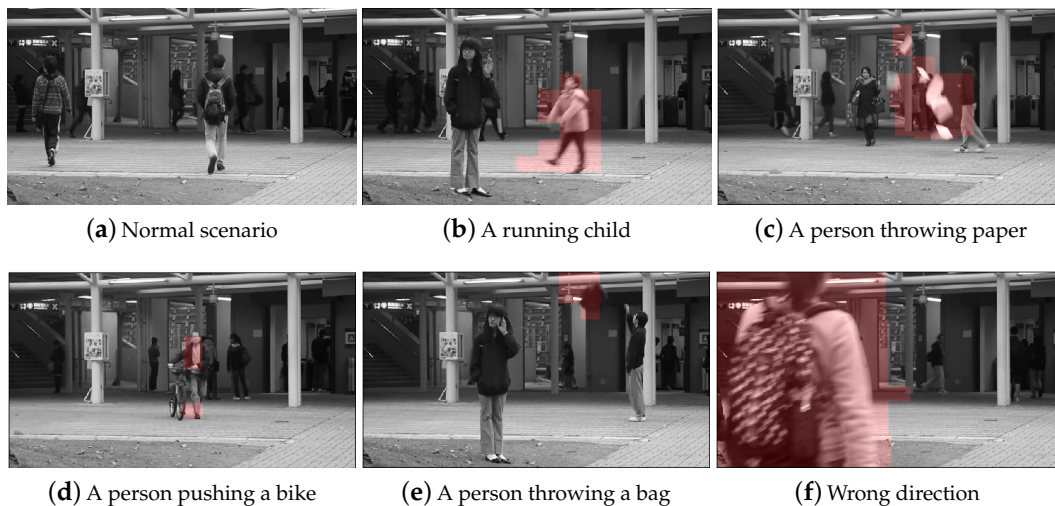 (a) Normal scenario
(b) A running child
(c) A person throwing paper
(d) A person pushing a bike
(e) A person throwing a bag
(f) Wrong direction